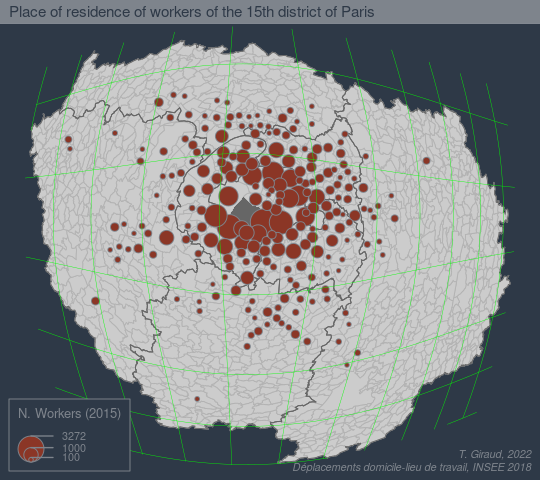 Place of residence of workers of the 15th district of Paris
N. Workers (2015)
3272
1000
100
T. Giraud, 2022
Déplacements domicile-lieu de travail, INSEE 2018